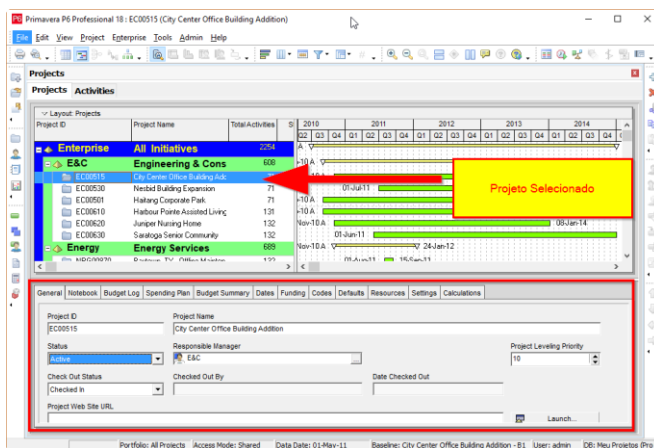 Primavera P6 Professional 18 : EC00515 (City Center Office Building Addition)
File Edit View Project Enterprise Tools Admin Help
Projects
Projects Activities
Layout: Projects
Project ID Project Name Total Activities S 2010 2011 2012 2013 2014
Q2 Q3 Q4 Q1 Q2 Q3 Q4 Q1 Q2 Q3 Q4 Q1 Q2 Q3 Q4 Q1 Q2 Q3 Q4
Enterprise All Initiatives 2254 A
E&C Engineering & Cons 608 -10 A
EC00515 City Center Office Building Adc
EC00530 Nesbid Building Expansion 71 01-Jul-11
EC00501 Haitang Corporate Park 71 -10 A
EC00610 Harbour Pointe Assisted Living 131 -10 A
EC00620 Juniper Nursing Home 132 Nov-10 A 08-Jan-14
EC00630 Saratoga Senior Community 132 01-Jun-11
Energy Energy Services 689 Nov-10 A 24-Jan-12
Projeto Selecionado
General Notebook Budget Log Spending Plan Budget Summary Dates Funding Codes Defaults Resources Settings Calculations
Project ID Project Name
EC00515 City Center Office Building Addition
Status Responsible Manager Project Leveling Priority
Active E&C ... 10
Check Out Status Checked Out By Date Checked Out
Checked In
Project Web Site URL
Launch...
Portfolio: All Projects Access Mode: Shared Data Date: 01-May-11 Baseline: City Center Office Building Addition - B1 User: admin DB: Meu Projetos (Pro